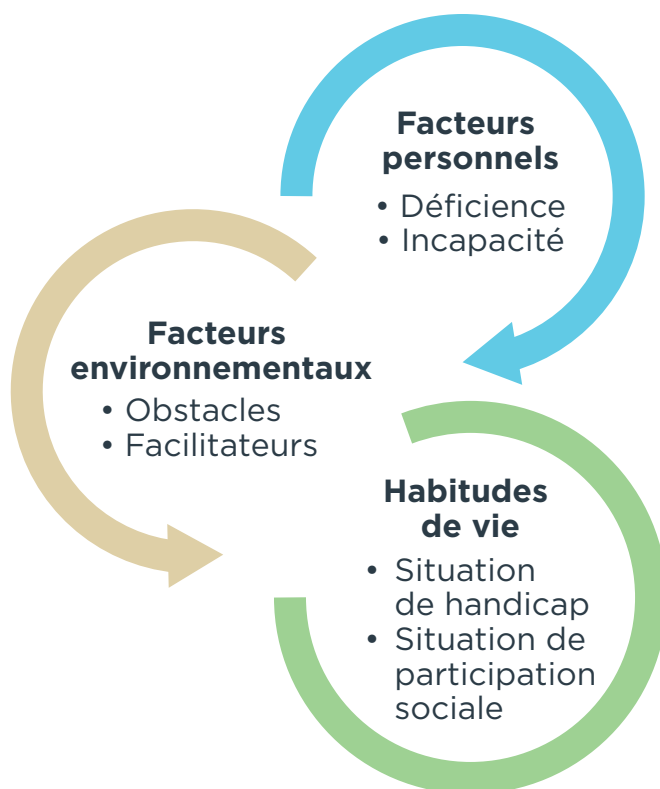 Facteurs
personnels
• Déficience
• Incapacité
Facteurs
environnementaux
• Obstacles
• Facilitateurs
Habitudes
de vie
• Situation
de handicap
• Situation de
participation
sociale